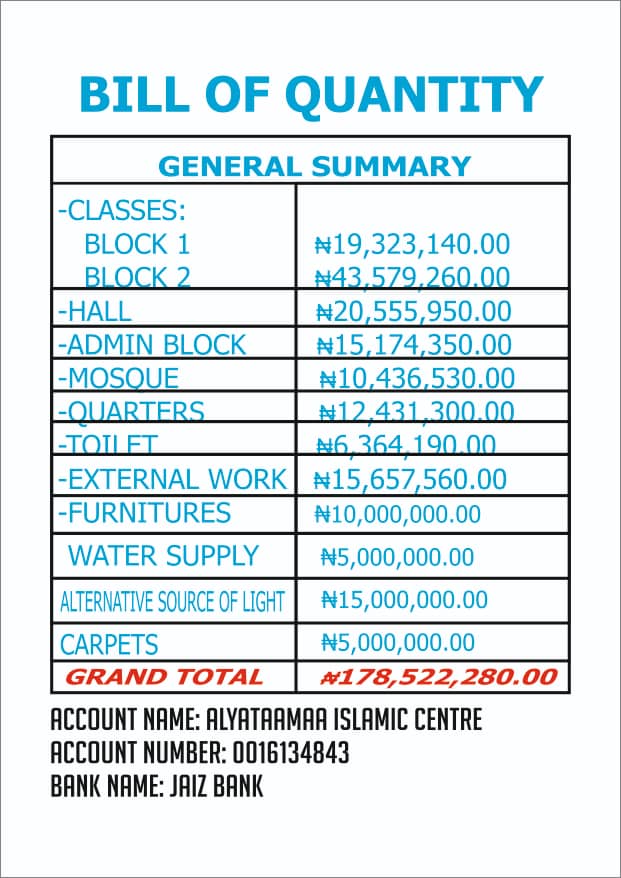 BILL OF QUANTITY
GENERAL SUMMARY
-CLASSES:
BLOCK 1 ₦19,323,140.00
BLOCK 2 ₦43,579,260.00
-HALL ₦20,555,950.00
-ADMIN BLOCK ₦15,174,350.00
-MOSQUE ₦10,436,530.00
-QUARTERS ₦12,431,300.00
-TOILET ₦6,364,190.00
-EXTERNAL WORK ₦15,657,560.00
-FURNITURES ₦10,000,000.00
WATER SUPPLY ₦5,000,000.00
ALTERNATIVE SOURCE OF LIGHT ₦15,000,000.00
CARPETS ₦5,000,000.00
GRAND TOTAL ₦178,522,280.00
ACCOUNT NAME: ALYATAAMAA ISLAMIC CENTRE
ACCOUNT NUMBER: 0016134843
BANK NAME: JAIZ BANK